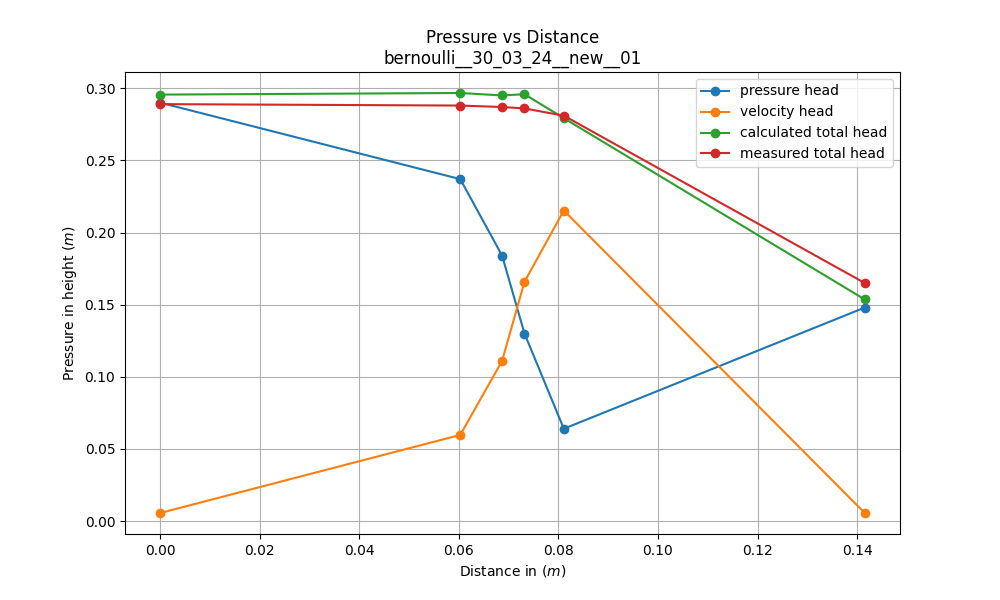 Pressure vs Distance
bernoulli__30_03_24__new__01
pressure head
velocity head
calculated total head
measured total head
0.30
0.25
0.20
0.15
0.10
0.05
0.00
Pressure in height (m)
0.00 0.02 0.04 0.06 0.08 0.10 0.12 0.14
Distance in (m)